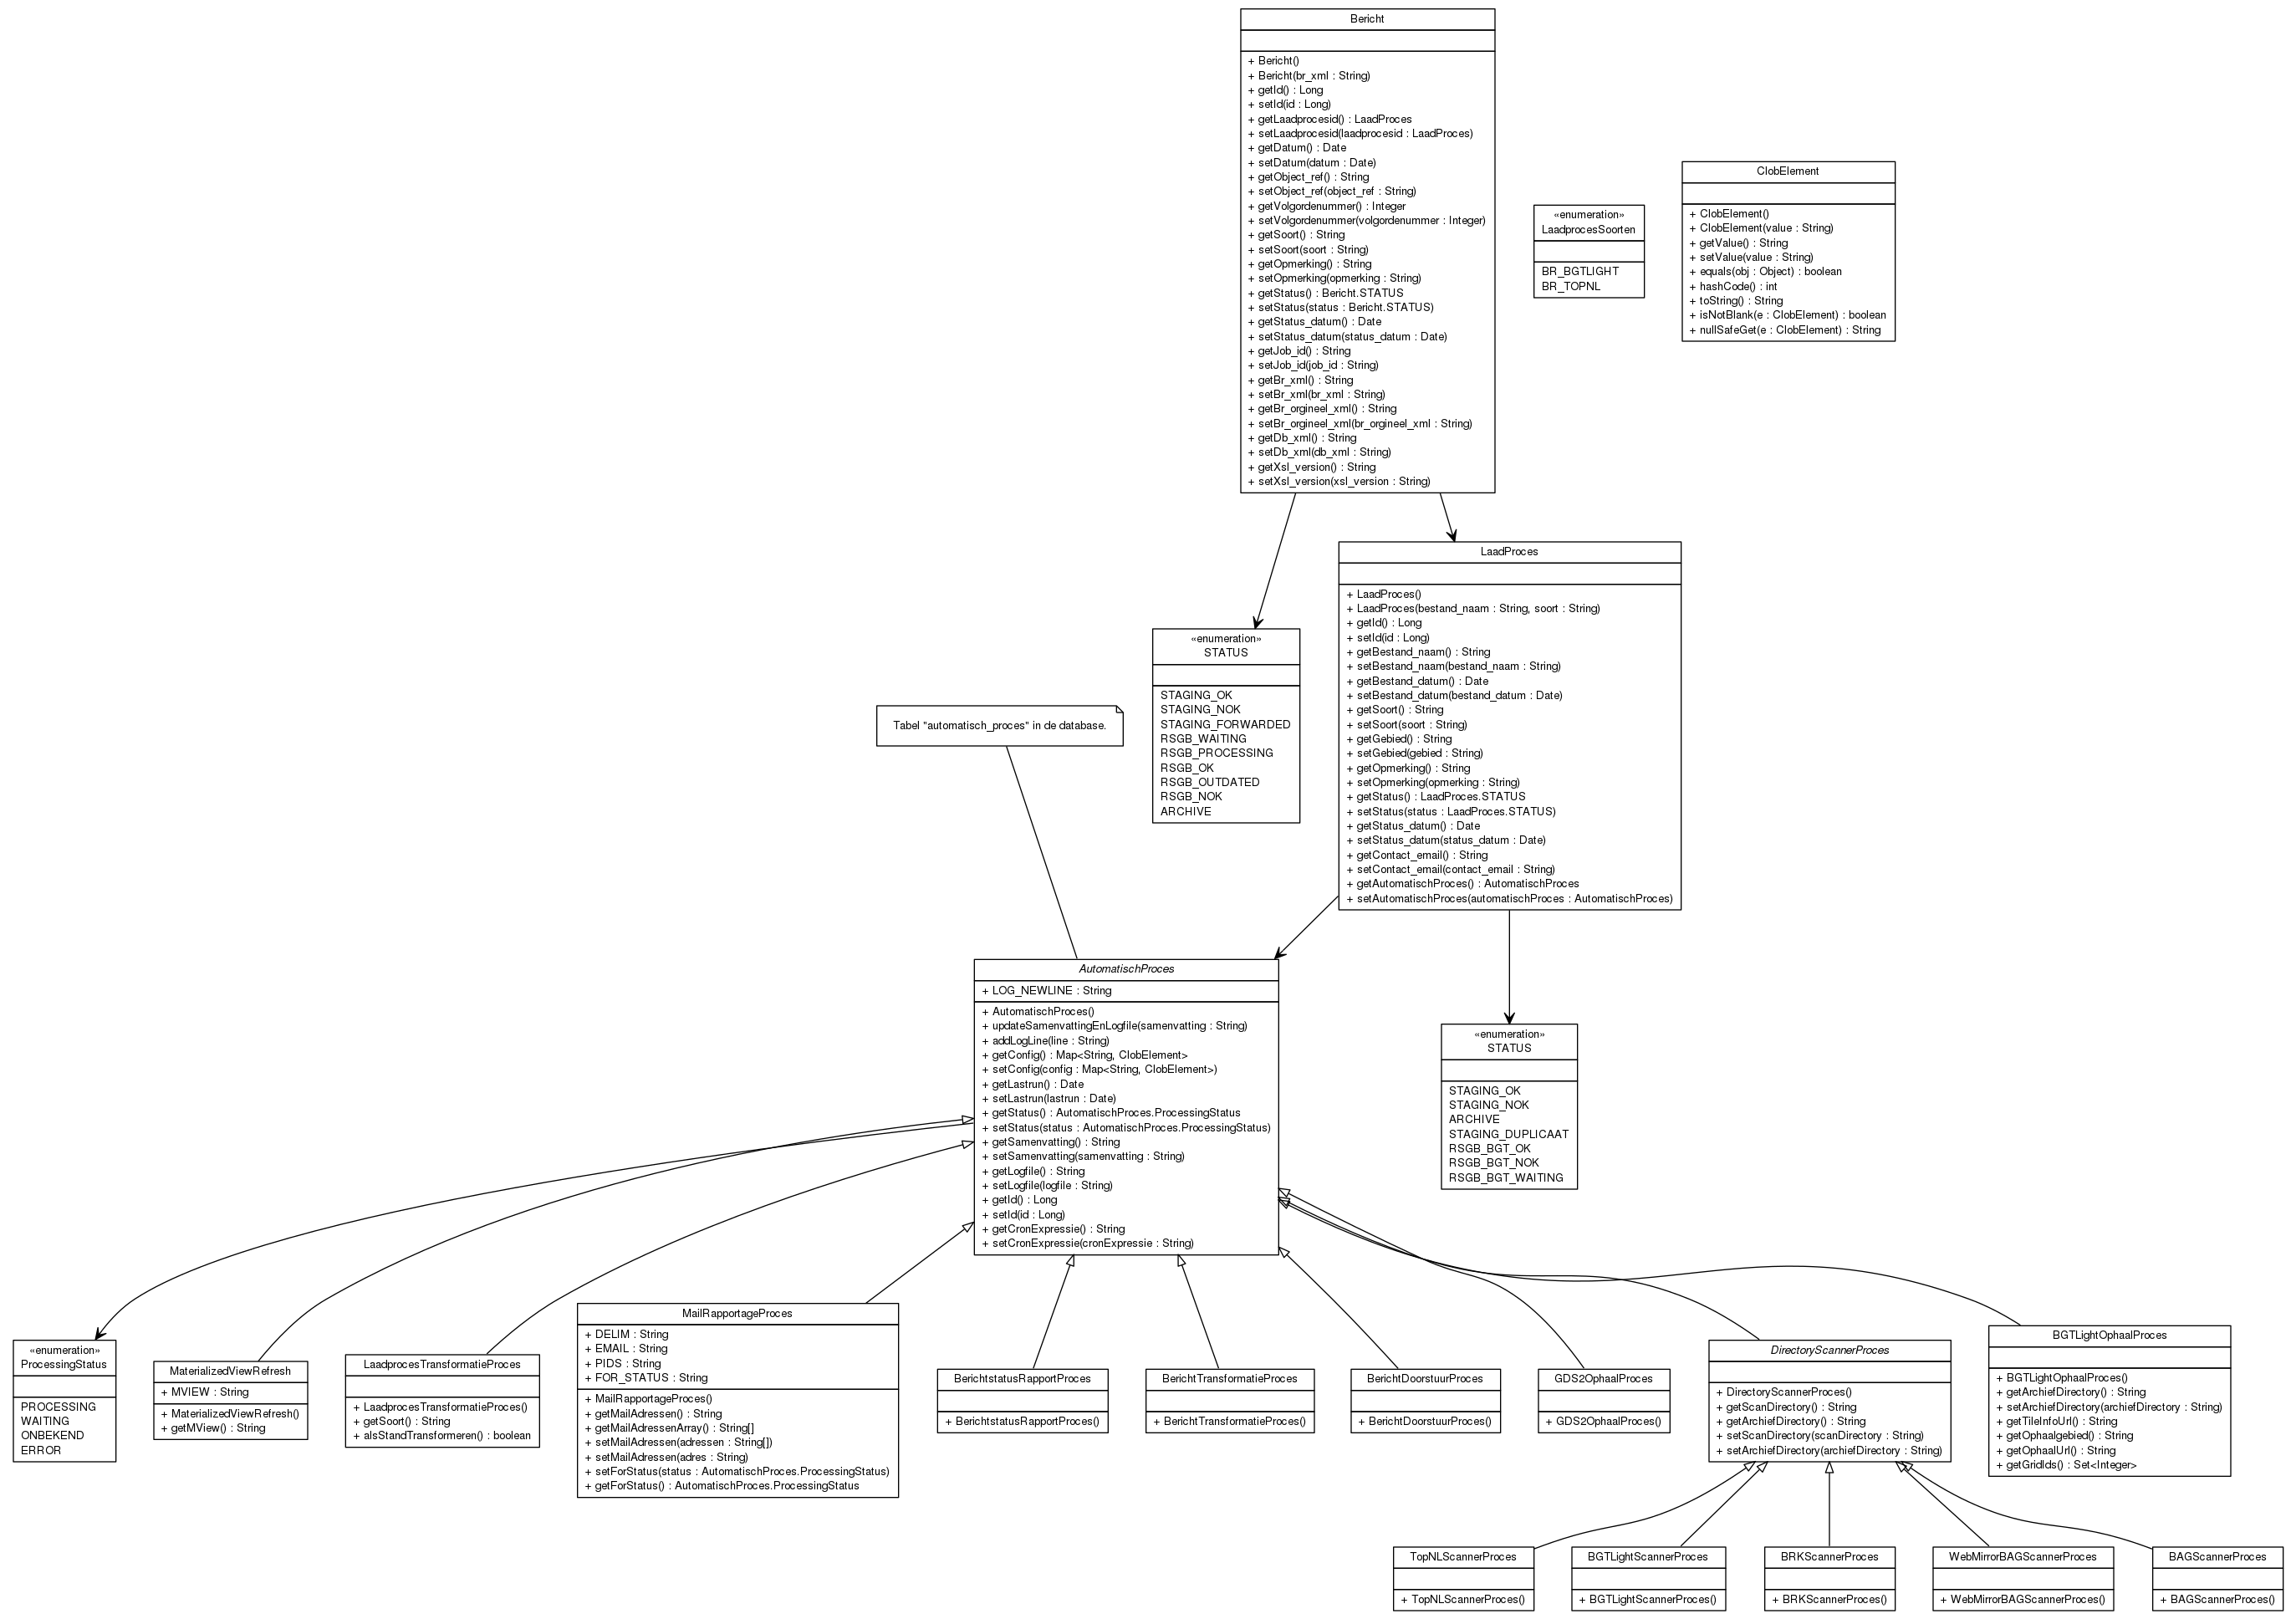 Bericht
+ Bericht()
+ Bericht(br_xml : String)
+ getId() : Long
+ setId(id : Long)
+ getLaadprocesid() : LaadProces
+ setLaadprocesid(laadprocesid : LaadProces)
+ getDatum() : Date
+ setDatum(datum : Date)
+ getObject_ref() : String
+ setObject_ref(object_ref : String)
+ getVolgordenummer() : Integer
+ setVolgordenummer(volgordenummer : Integer)
+ getSoort() : String
+ setSoort(soort : String)
+ getOpmerking() : String
+ setOpmerking(opmerking : String)
+ getStatus() : Bericht.STATUS
+ setStatus(status : Bericht.STATUS)
+ getStatus_datum() : Date
+ setStatus_datum(status_datum : Date)
+ getJob_id() : String
+ setJob_id(job_id : String)
+ getBr_xml() : String
+ setBr_xml(br_xml : String)
+ getBr_orgineel_xml() : String
+ setBr_orgineel_xml(br_orgineel_xml : String)
+ getDb_xml() : String
+ setDb_xml(db_xml : String)
+ getXsl_version() : String
+ setXsl_version(xsl_version : String)
«enumeration»
LaadprocesSoorten
BR_BGTLIGHT
BR_TOPNL
ClobElement
+ ClobElement()
+ ClobElement(value : String)
+ getValue() : String
+ setValue(value : String)
+ equals(obj : Object) : boolean
+ hashCode() : int
+ toString() : String
+ isNotBlank(e : ClobElement) : boolean
+ nullSafeGet(e : ClobElement) : String
LaadProces
+ LaadProces()
+ LaadProces(bestand_naam : String, soort : String)
+ getId() : Long
+ setId(id : Long)
+ getBestand_naam() : String
+ setBestand_naam(bestand_naam : String)
+ getBestand_datum() : Date
+ setBestand_datum(bestand_datum : Date)
+ getSoort() : String
+ setSoort(soort : String)
+ getGebied() : String
+ setGebied(gebied : String)
+ getOpmerking() : String
+ setOpmerking(opmerking : String)
+ getStatus() : LaadProces.STATUS
+ setStatus(status : LaadProces.STATUS)
+ getStatus_datum() : Date
+ setStatus_datum(status_datum : Date)
+ getContact_email() : String
+ setContact_email(contact_email : String)
+ getAutomatischProces() : AutomatischProces
+ setAutomatischProces(automatischProces : AutomatischProces)
«enumeration»
STATUS
STAGING_OK
STAGING_NOK
STAGING_FORWARDED
RSGB_WAITING
RSGB_PROCESSING
RSGB_OK
RSGB_OUTDATED
RSGB_NOK
ARCHIVE
Tabel "automatisch_proces" in de database.
AutomatischProces
+ LOG_NEWLINE : String
+ AutomatischProces()
+ updateSamenvattingEnLogfile(samenvatting : String)
+ addLogLine(line : String)
+ getConfig() : Map<String, ClobElement>
+ setConfig(config : Map<String, ClobElement>)
+ getLastrun() : Date
+ setLastrun(lastrun : Date)
+ getStatus() : AutomatischProces.ProcessingStatus
+ setStatus(status : AutomatischProces.ProcessingStatus)
+ getSamenvatting() : String
+ setSamenvatting(samenvatting : String)
+ getLogfile() : String
+ setLogfile(logfile : String)
+ getId() : Long
+ setId(id : Long)
+ getCronExpressie() : String
+ setCronExpressie(cronExpressie : String)
«enumeration»
STATUS
STAGING_OK
STAGING_NOK
ARCHIVE
STAGING_DUPLICAAT
RSGB_BGT_OK
RSGB_BGT_NOK
RSGB_BGT_WAITING
«enumeration»
ProcessingStatus
PROCESSING
WAITING
ONBEKEND
ERROR
MaterializedViewRefresh
+ MVIEW : String
+ MaterializedViewRefresh()
+ getMView() : String
LaadprocesTransformatieProces
+ LaadprocesTransformatieProces()
+ getSoort() : String
+ alsStandTransformeren() : boolean
MailRapportageProces
+ DELIM : String
+ EMAIL : String
+ PIDS : String
+ FOR_STATUS : String
+ MailRapportageProces()
+ getMailAdressen() : String
+ getMailAdressenArray() : String[]
+ setMailAdressen(adressen : String[])
+ setMailAdressen(adres : String)
+ setForStatus(status : AutomatischProces.ProcessingStatus)
+ getForStatus() : AutomatischProces.ProcessingStatus
BerichtstatusRapportProces
+ BerichtstatusRapportProces()
BerichtTransformatieProces
+ BerichtTransformatieProces()
BerichtDoorstuurProces
+ BerichtDoorstuurProces()
GDS2OphaalProces
+ GDS2OphaalProces()
DirectoryScannerProces
+ DirectoryScannerProces()
+ getScanDirectory() : String
+ getArchiefDirectory() : String
+ setScanDirectory(scanDirectory : String)
+ setArchiefDirectory(archiefDirectory : String)
BGTLightOphaalProces
+ BGTLightOphaalProces()
+ getArchiefDirectory() : String
+ setArchiefDirectory(archiefDirectory : String)
+ getTileInfoUrl() : String
+ getOphaalgebied() : String
+ getOphaalUrl() : String
+ getGridIds() : Set<Integer>
TopNLScannerProces
+ TopNLScannerProces()
BGTLightScannerProces
+ BGTLightScannerProces()
BRKScannerProces
+ BRKScannerProces()
WebMirrorBAGScannerProces
+ WebMirrorBAGScannerProces()
BAGScannerProces
+ BAGScannerProces()